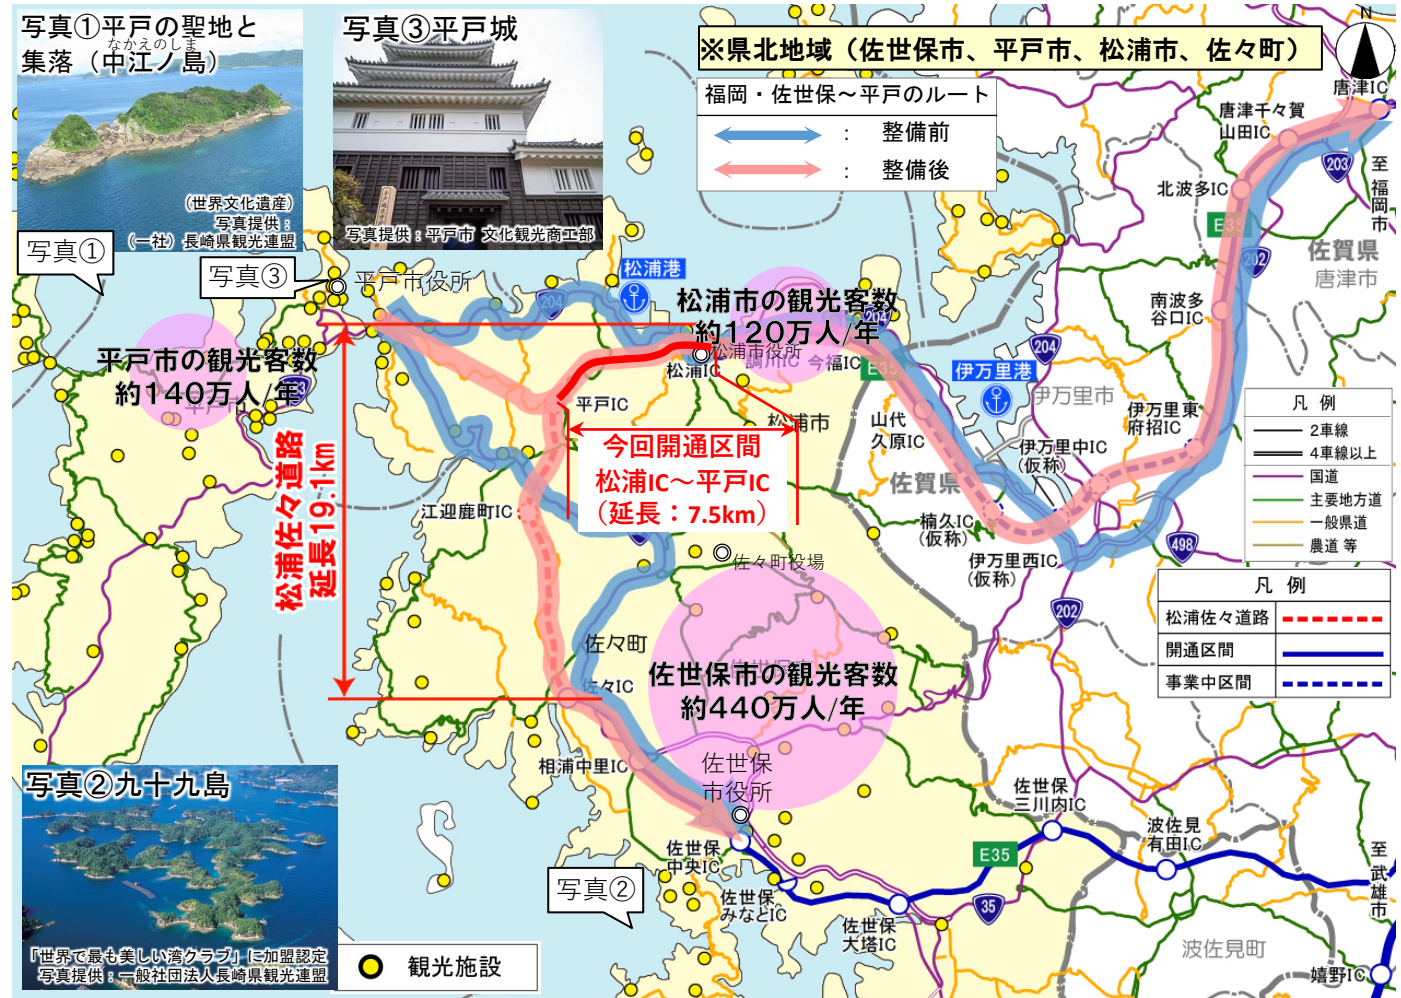 写真①平戸の聖地と
集落（中江ノ島）
なかえのしま
（世界文化遺産）
写真提供：
（一社）長崎県観光連盟
写真③平戸城
写真提供：平戸市 文化観光商工部
※県北地域（佐世保市、平戸市、松浦市、佐々町）
福岡・佐世保～平戸のルート
： 整備前
： 整備後
N
唐津IC
唐津千々賀
山田IC
203
至
福岡市
北波多IC
E35
佐賀県
唐津市
202
南波多
谷口IC
写真①
写真③
平戸市役所
松浦港
204
松浦市の観光客数
約120万人/年
204
松浦市役所
松浦IC
調川IC
今福IC
E35
204
伊万里港
伊万里市
平戸市の観光客数
約140万人/年
平戸IC
松浦市
山代
久原IC
伊万里東
府招IC
伊万里中IC
（仮称）
今回開通区間
松浦IC～平戸IC
（延長：7.5km）
佐賀県
楠久IC
（仮称）
伊万里西IC
（仮称）
498
202
凡 例
2車線
4車線以上
国道
主要地方道
一般県道
農道 等
凡 例
松浦佐々道路
開通区間
事業中区間
松浦佐々道路
延長19.1km
江迎鹿町IC
佐々町役場
佐々町
佐々IC
佐世保市の観光客数
約440万人/年
相浦中里IC
佐世保
市役所
佐世保
中央IC
佐世保
みなとIC
佐世保
大塔IC
佐世保
三川内IC
E35
35
波佐見
有田IC
至
武雄市
波佐見町
嬉野IC
写真②
写真②九十九島
「世界で最も美しい湾クラブ」に加盟認定
写真提供：一般社団法人長崎県観光連盟
観光施設